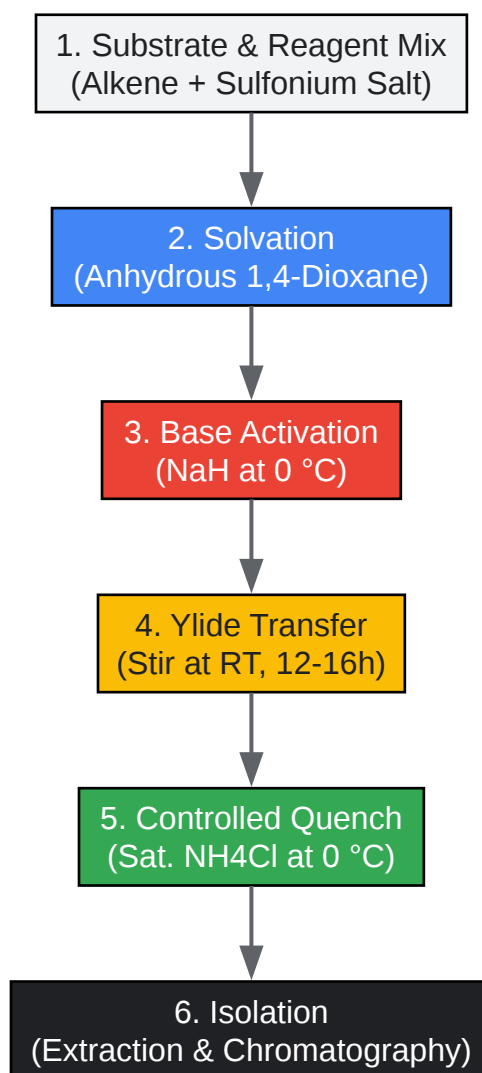 1. Substrate & Reagent Mix
(Alkene + Sulfonium Salt)
2. Solvation
(Anhydrous 1,4-Dioxane)
3. Base Activation
(NaH at 0 °C)
4. Ylide Transfer
(Stir at RT, 12-16h)
5. Controlled Quench
(Sat. NH4Cl at 0 °C)
6. Isolation
(Extraction & Chromatography)